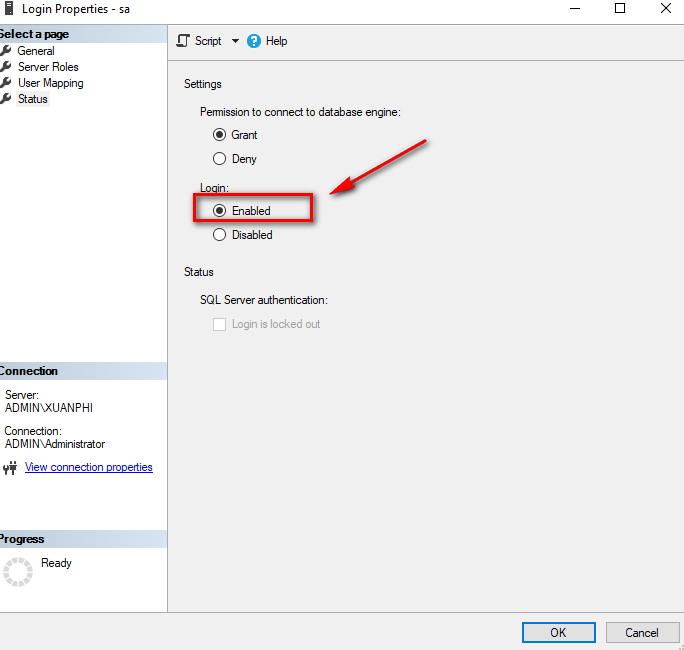 Login Properties - sa
Select a page
General
Server Roles
User Mapping
Status
Script
Help
Settings
Permission to connect to database engine:
Grant
Deny
Login:
Enabled
Disabled
Status
SQL Server authentication:
Login is locked out
Connection
Server:
ADMIN\XUANPHI
Connection:
ADMIN\Administrator
View connection properties
Progress
Ready
OK
Cancel